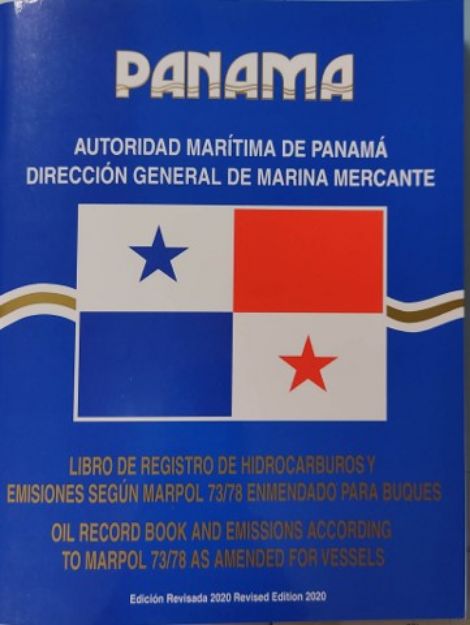 PANAMA
AUTORIDAD MARÍTIMA DE PANAMÁ
DIRECCIÓN GENERAL DE MARINA MERCANTE
LIBRO DE REGISTRO DE HIDROCARBUROS Y
EMISIONES SEGÚN MARPOL 73/78 ENMENDADO PARA BUQUES
OIL RECORD BOOK AND EMISSIONS ACCORDING
TO MARPOL 73/78 AS AMENDED FOR VESSELS
Edición Revisada 2020 Revised Edition 2020